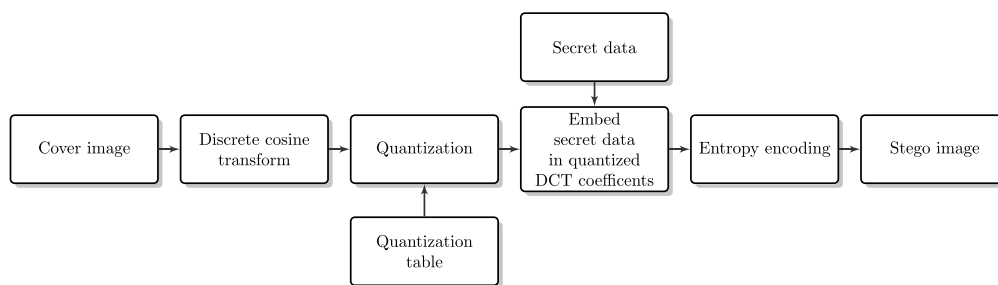 Secret data
Cover image
Discrete cosine
transform
Quantization
Embed
secret data
in quantized
DCT coefficents
Entropy encoding
Stego image
Quantization
table